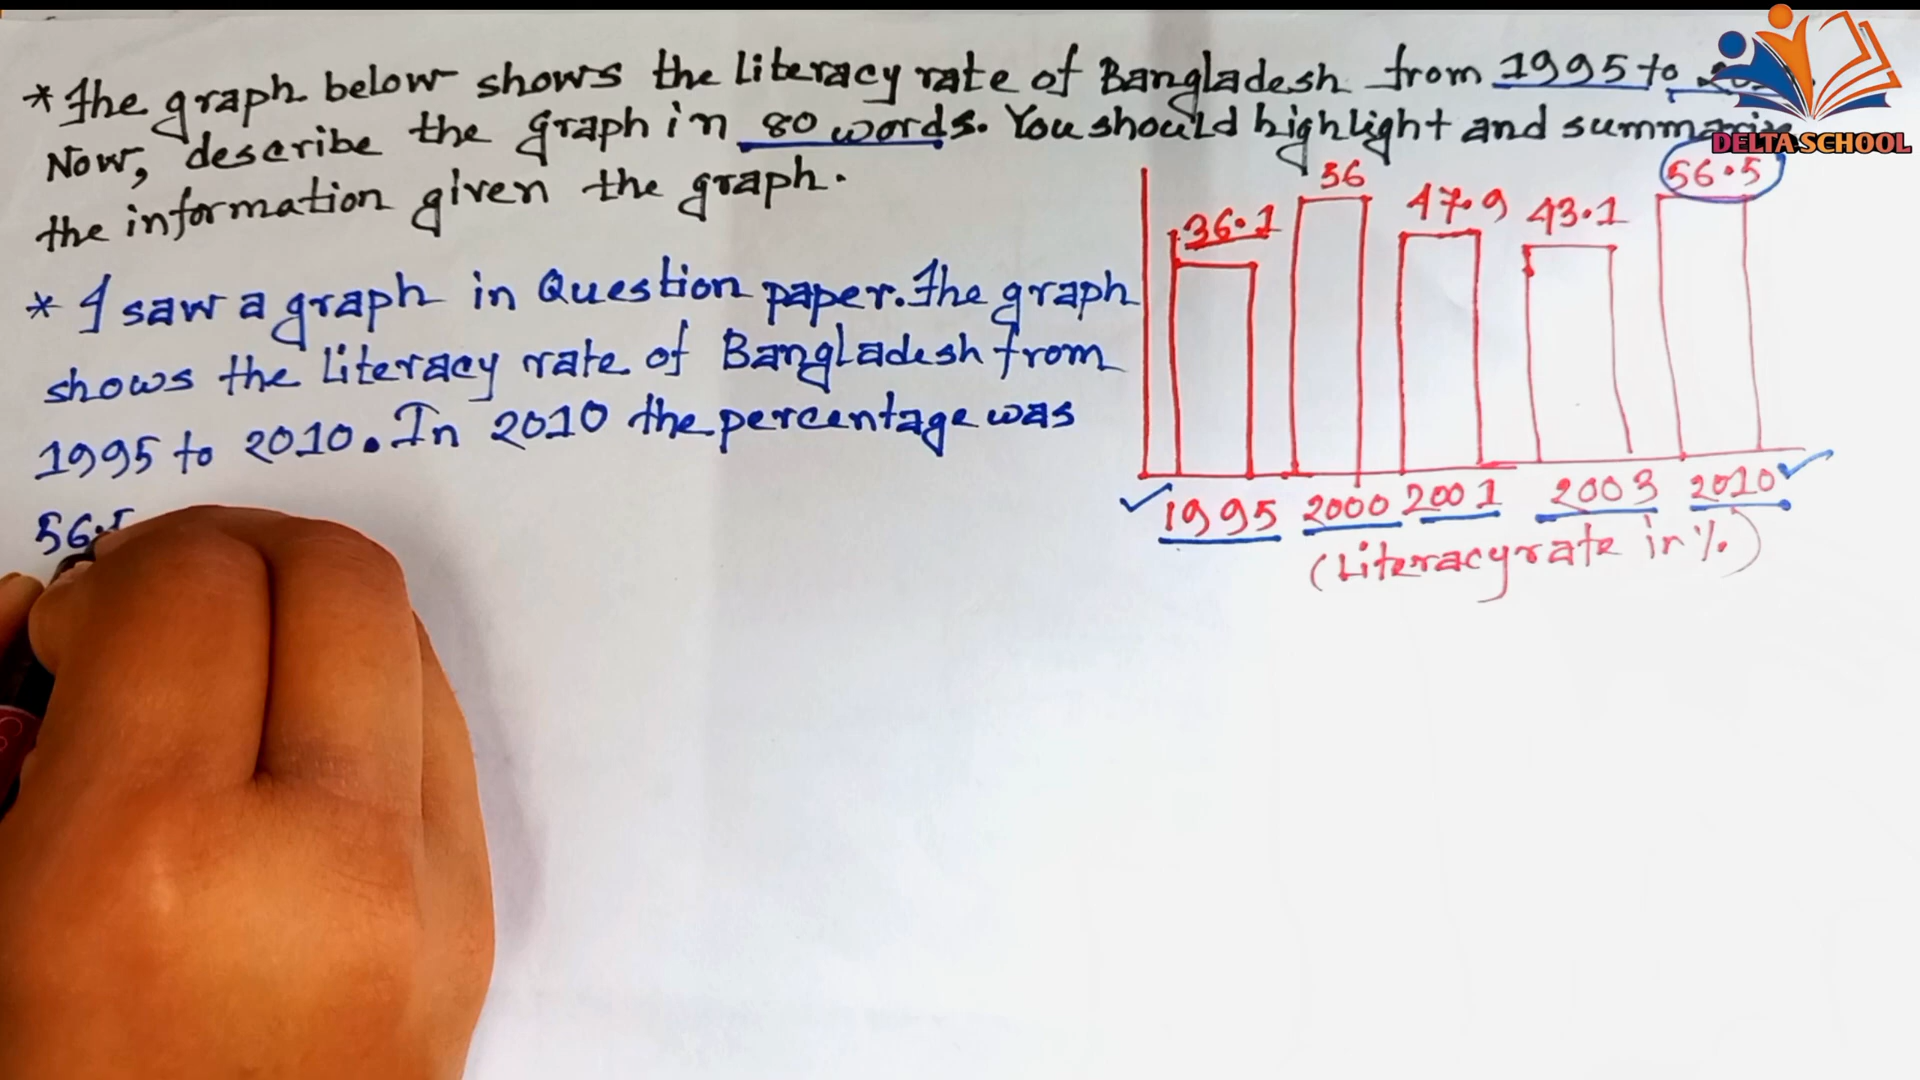 * The graph below shows the literacy rate of Bangladesh from 1995 to
Now, describe the graph in 80 words. You should highlight and
the information given the graph.
* I saw a graph in Question paper. The graph
shows the literacy rate of Bangladesh from
1995 to 2010. In 2010 the percentage was
36.1 56 47.9 43.1 56.5
1995 2000 2001 2003 2010
(Literacy rate in %)
DELTA SCHOOL